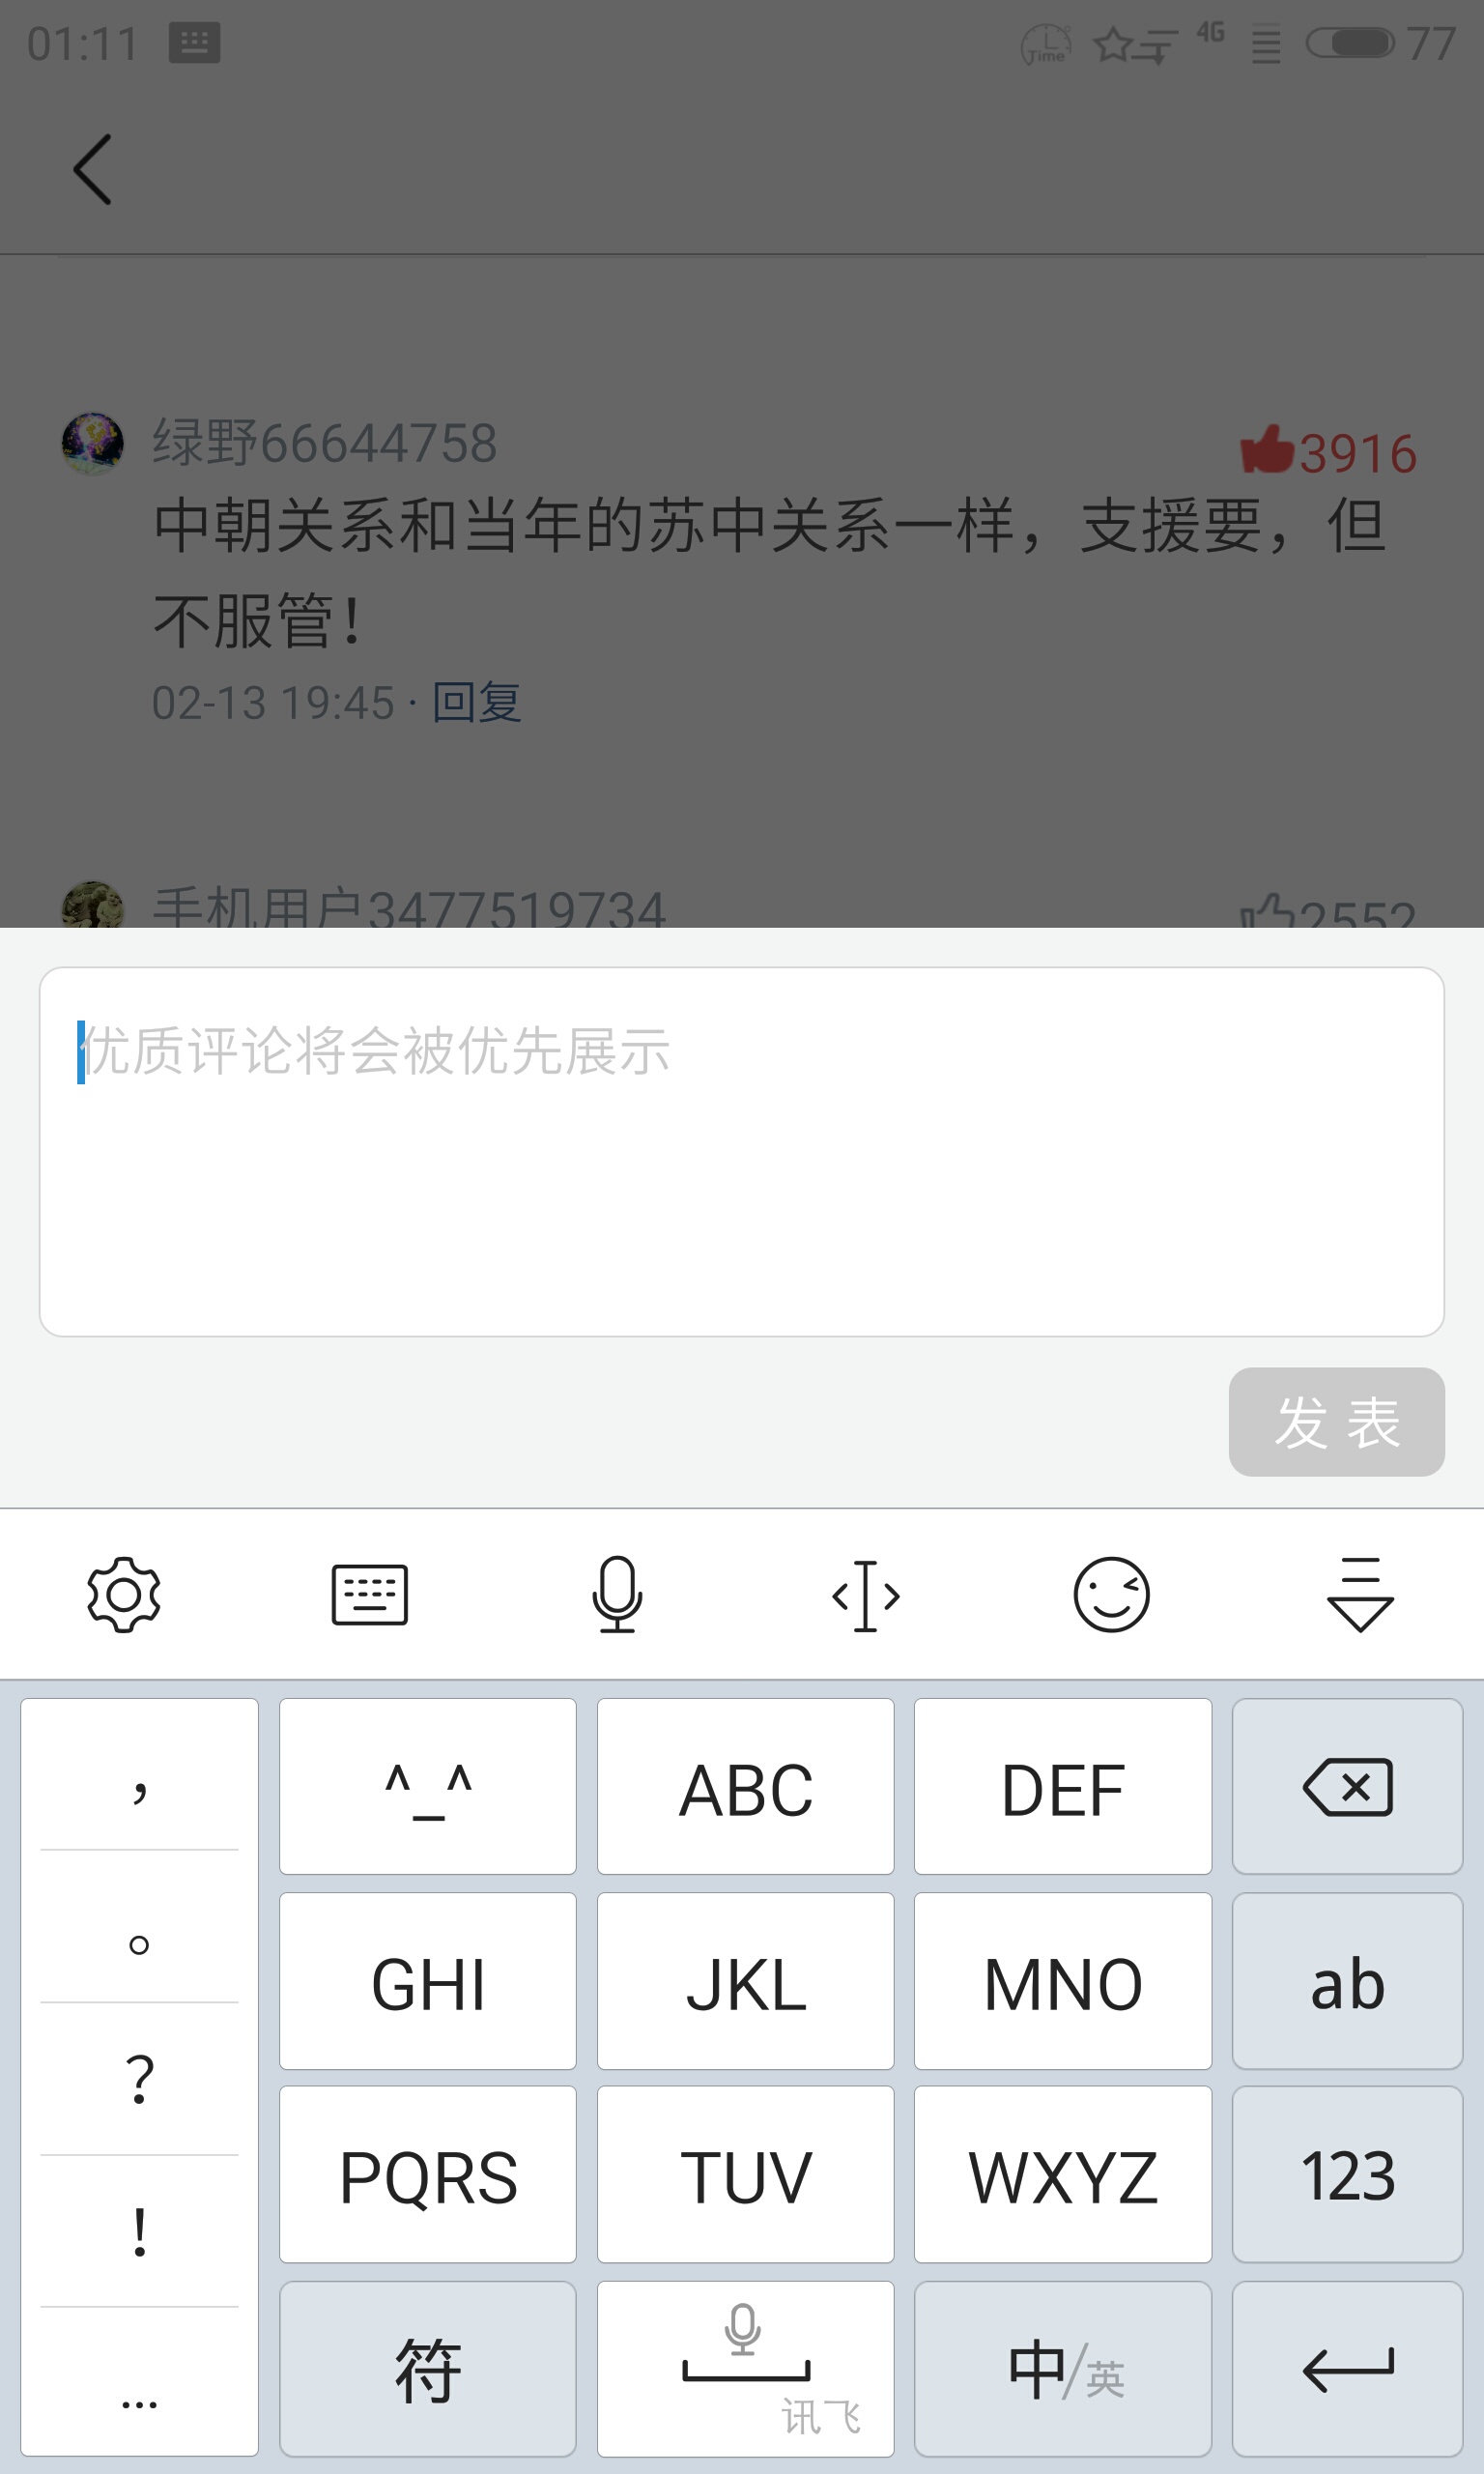 01:11
Time
4G
77
绿野666444758
3916
中朝关系和当年的苏中关系一样，支援要，但
不服管！
02-13 19:45 · 回复
手机用户34775519734
2552
优质评论将会被优先展示
发 表
，
^_^
ABC
DEF
。
GHI
JKL
MNO
ab
？
PQRS
TUV
WXYZ
123
！
...
符
讯飞
中/英